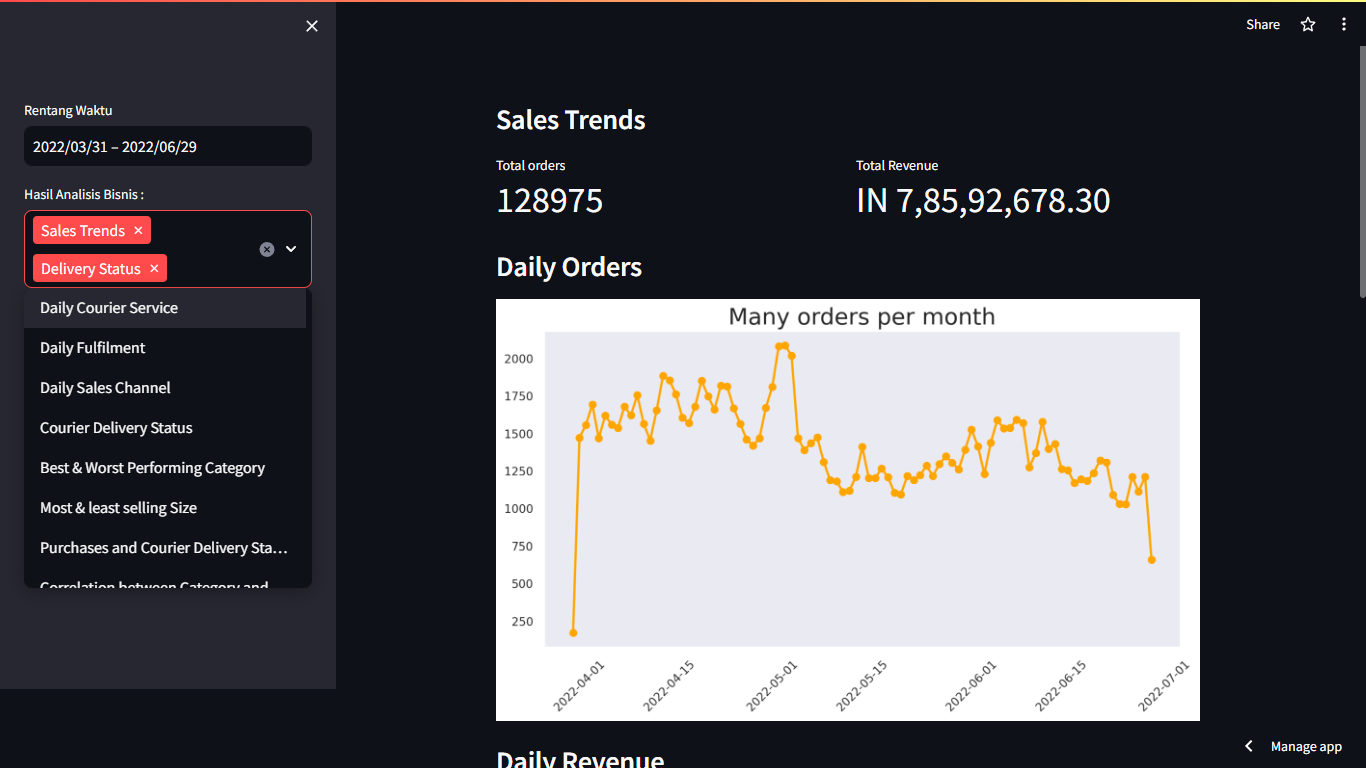 Share
Rentang Waktu
2022/03/31 – 2022/06/29
Hasil Analisis Bisnis :
Sales Trends
Delivery Status
Daily Courier Service
Daily Fulfilment
Daily Sales Channel
Courier Delivery Status
Best & Worst Performing Category
Most & least selling Size
Purchases and Courier Delivery Sta...
Correlation between Category and
Sales Trends
Total orders
128975
Total Revenue
IN 7,85,92,678.30
Daily Orders
Many orders per month
2000
1750
1500
1250
1000
750
500
250
2022-04-01
2022-04-15
2022-05-01
2022-05-15
2022-06-01
2022-06-15
2022-07-01
Daily Revenue
Manage app